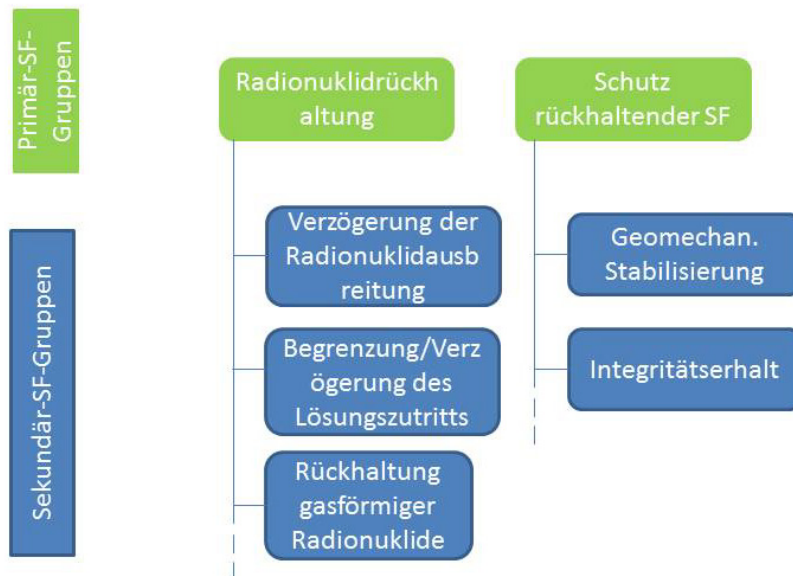 Primär-SF-
Gruppen
Radionuklidrückh
altung
Schutz
rückhaltender SF
Sekundär-SF-Gruppen
Verzögerung der
Radionuklidausb
reitung
Geomechan.
Stabilisierung
Begrenzung/Verz
ögerung des
Lösungszutritts
Integritätserhalt
Rückhaltung
gasförmiger
Radionuklide